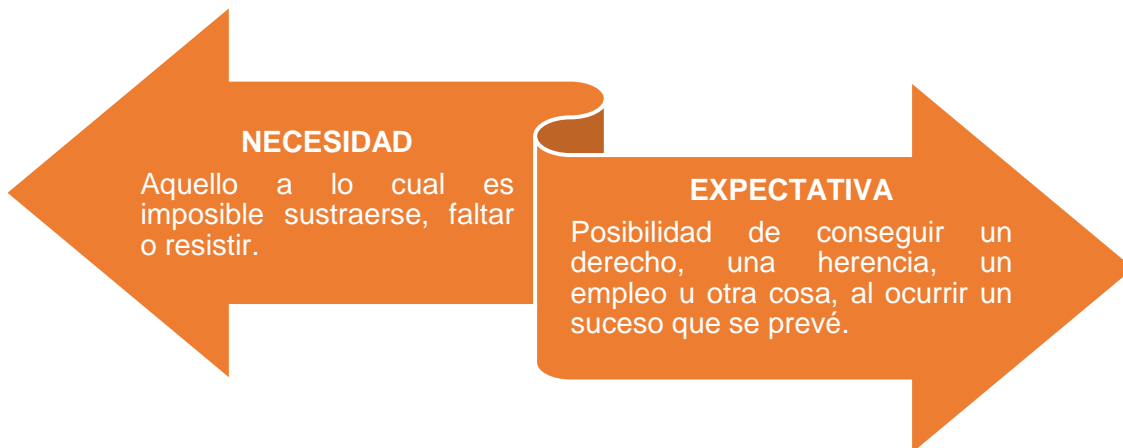 NECESIDAD
Aquello a lo cual es
imposible sustraerse, faltar
o resistir.
EXPECTATIVA
Posibilidad de conseguir un
derecho, una herencia, un
empleo u otra cosa, al ocurrir un
suceso que se prevé.